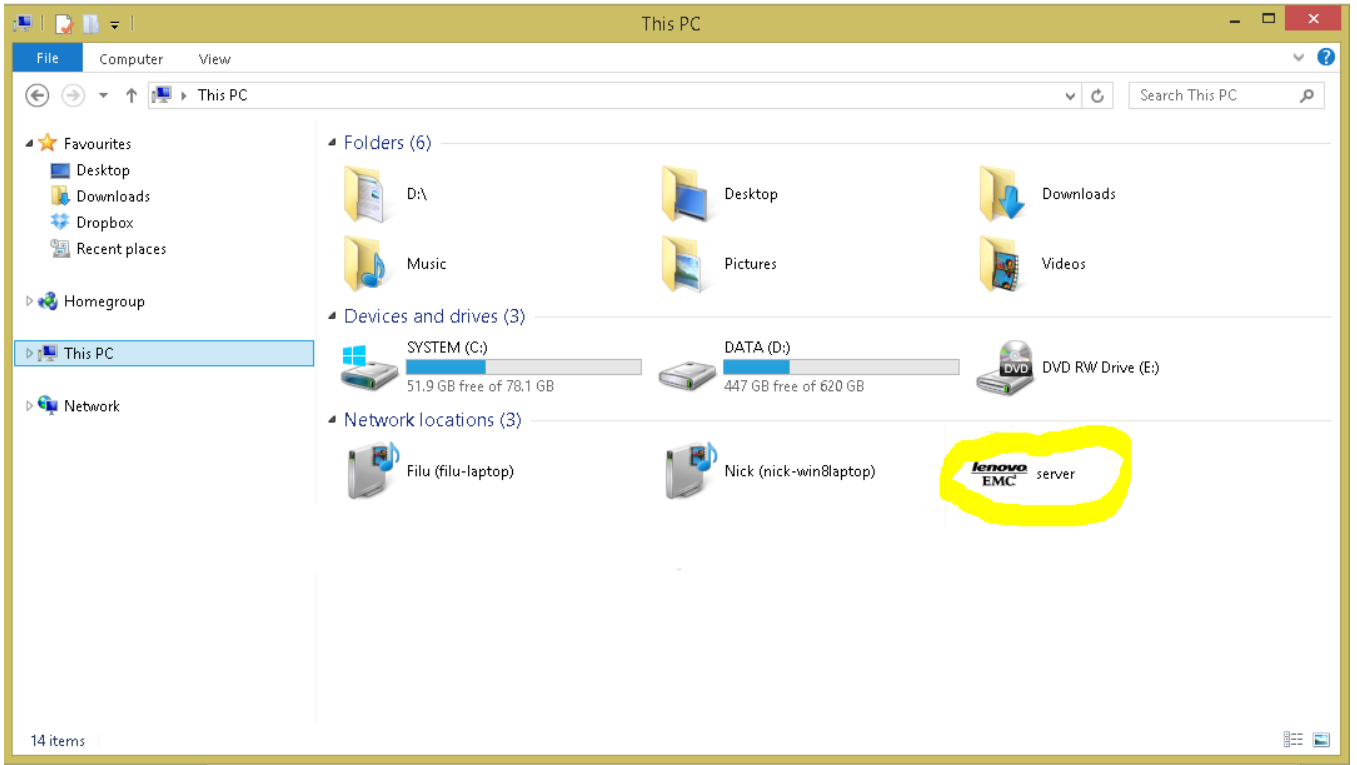 This PC
File Computer View
This PC
Search This PC
Favourites
Desktop
Downloads
Dropbox
Recent places
Homegroup
This PC
Network
Folders (6)
D:\ Desktop Downloads
Music Pictures Videos
Devices and drives (3)
SYSTEM (C:) DATA (D:) DVD DVD RW Drive (E:)
51.9 GB free of 78.1 GB 447 GB free of 620 GB
Network locations (3)
Filu (filu-laptop) Nick (nick-win8laptop) lenovo EMC² server
14 items